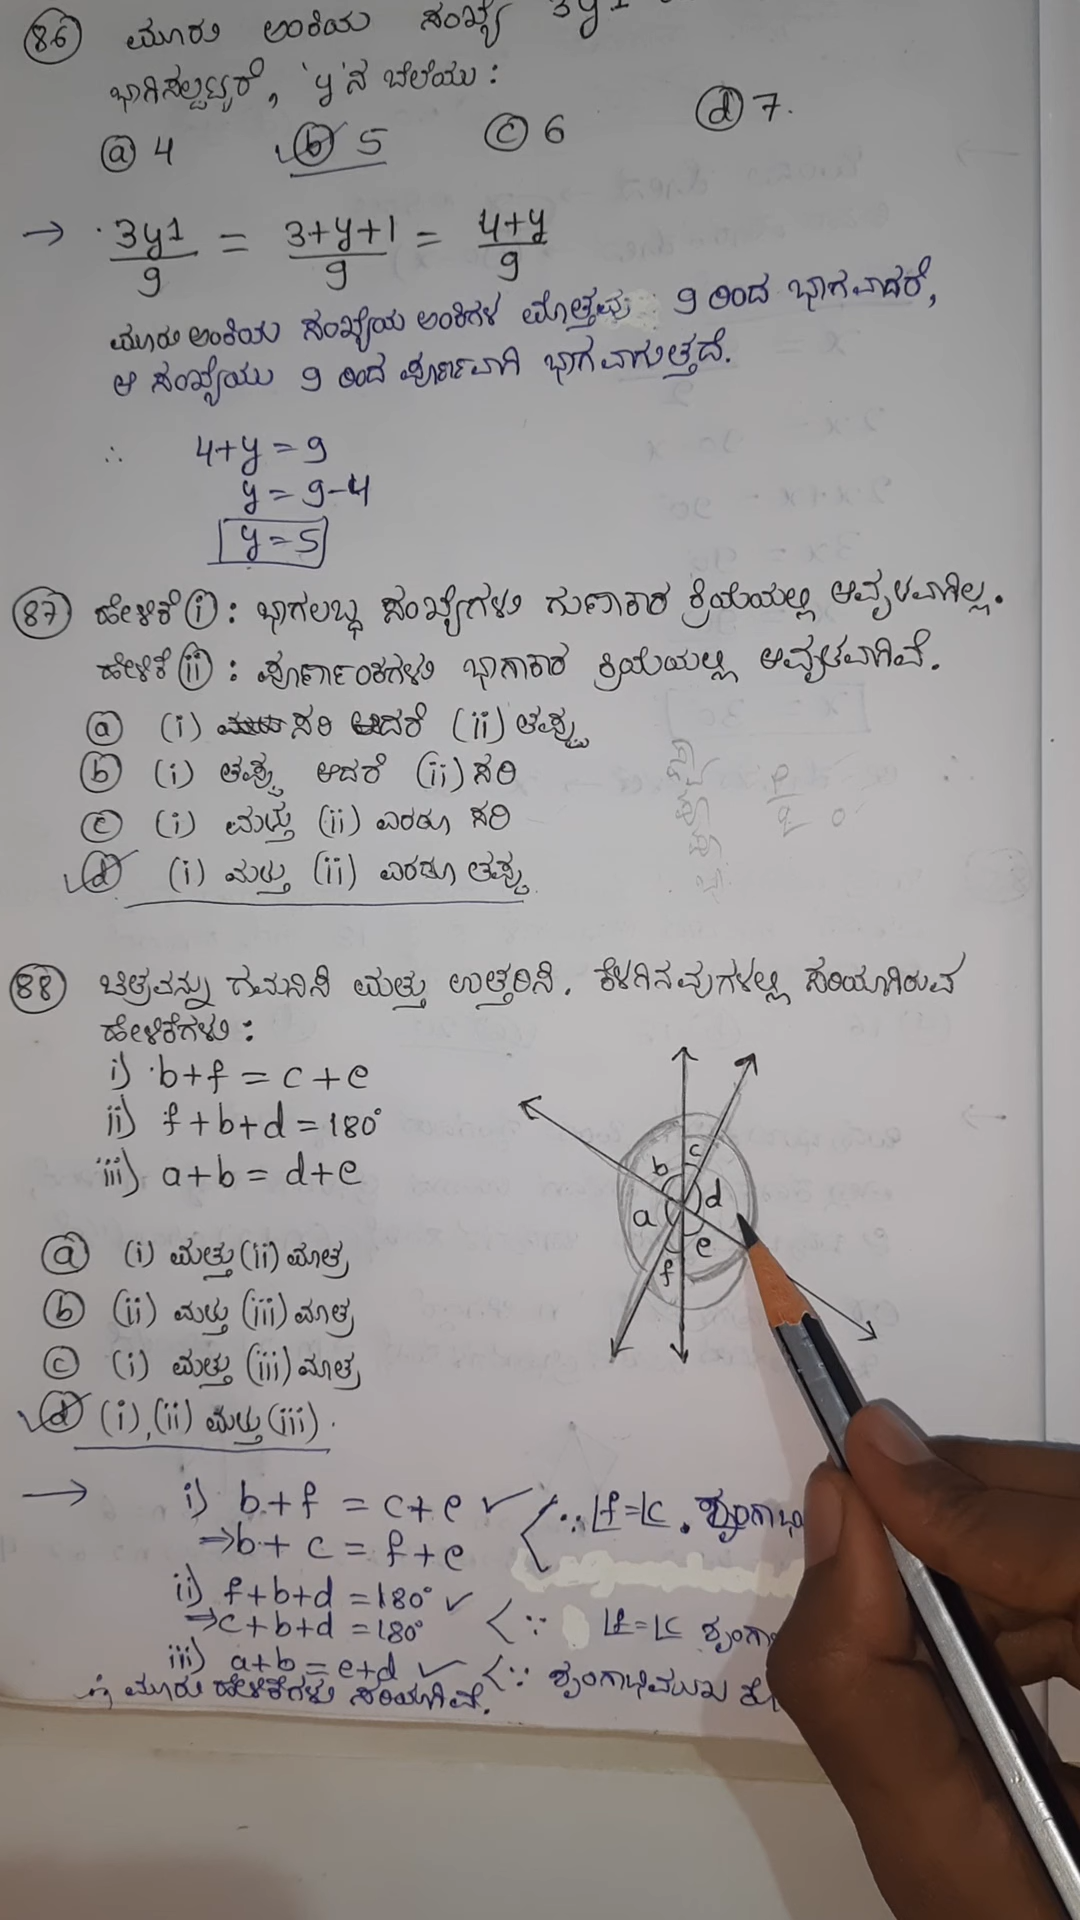 86 ಮೂರು ಅಂಕಿಯ ಸಂಖ್ಯೆ 3y1
ಭಾಗಿಸಲ್ಪಟ್ಟರೆ, 'y'ನ ಬೆಲೆಯು :
ⓐ 4 ⓑ 5 ⓒ 6 ⓓ 7.
→ 3y1/9 = 3+y+1/9 = 4+y/9
ಮೂರು ಅಂಕಿಯ ಸಂಖ್ಯೆಯ ಅಂಕಿಗಳ ಮೊತ್ತವು 9 ರಿಂದ ಭಾಗವಾದರೆ,
ಆ ಸಂಖ್ಯೆಯು 9 ರಿಂದ ಪೂರ್ಣವಾಗಿ ಭಾಗವಾಗುತ್ತದೆ.
∴ 4+y = 9
y = 9-4
y = 5
87 ಹೇಳಿಕೆ (i) : ಭಾಗಲಬ್ಧ ಸಂಖ್ಯೆಗಳು ಗುಣಾಕಾರ ಕ್ರಿಯೆಯಲ್ಲಿ ಆವೃತವಾಗಿಲ್ಲ.
ಹೇಳಿಕೆ (ii) : ಪೂರ್ಣಾಂಕಗಳು ಭಾಗಾಕಾರ ಕ್ರಿಯೆಯಲ್ಲಿ ಆವೃತವಾಗಿವೆ.
ⓐ (i) ಸರಿ ಆದರೆ (ii) ತಪ್ಪು
ⓑ (i) ತಪ್ಪು ಆದರೆ (ii) ಸರಿ
ⓒ (i) ಮತ್ತು (ii) ಎರಡೂ ಸರಿ
ⓓ (i) ಮತ್ತು (ii) ಎರಡೂ ತಪ್ಪು
88 ಚಿತ್ರವನ್ನು ಗಮನಿಸಿ ಮತ್ತು ಉತ್ತರಿಸಿ. ಕೆಳಗಿನವುಗಳಲ್ಲಿ ಸರಿಯಾಗಿರುವ
ಹೇಳಿಕೆಗಳು :
i) b+f = c+e
ii) f+b+d = 180°
iii) a+b = d+e
b c
a d
f e
ⓐ (i) ಮತ್ತು (ii) ಮಾತ್ರ
ⓑ (ii) ಮತ್ತು (iii) ಮಾತ್ರ
ⓒ (i) ಮತ್ತು (iii) ಮಾತ್ರ
ⓓ (i), (ii) ಮತ್ತು (iii).
→ i) b+f = c+e ✓ < ∵ ∠f=∠c.
⇒ b+c = f+e
ii) f+b+d = 180° ✓
⇒ c+b+d = 180° < ∵ ∠f=∠c
iii) a+b = e+d ✓ < ∵ ಶೃಂಗಾಭಿಮುಖ
∴ ಮೂರು ಹೇಳಿಕೆಗಳು ಸರಿಯಾಗಿವೆ.